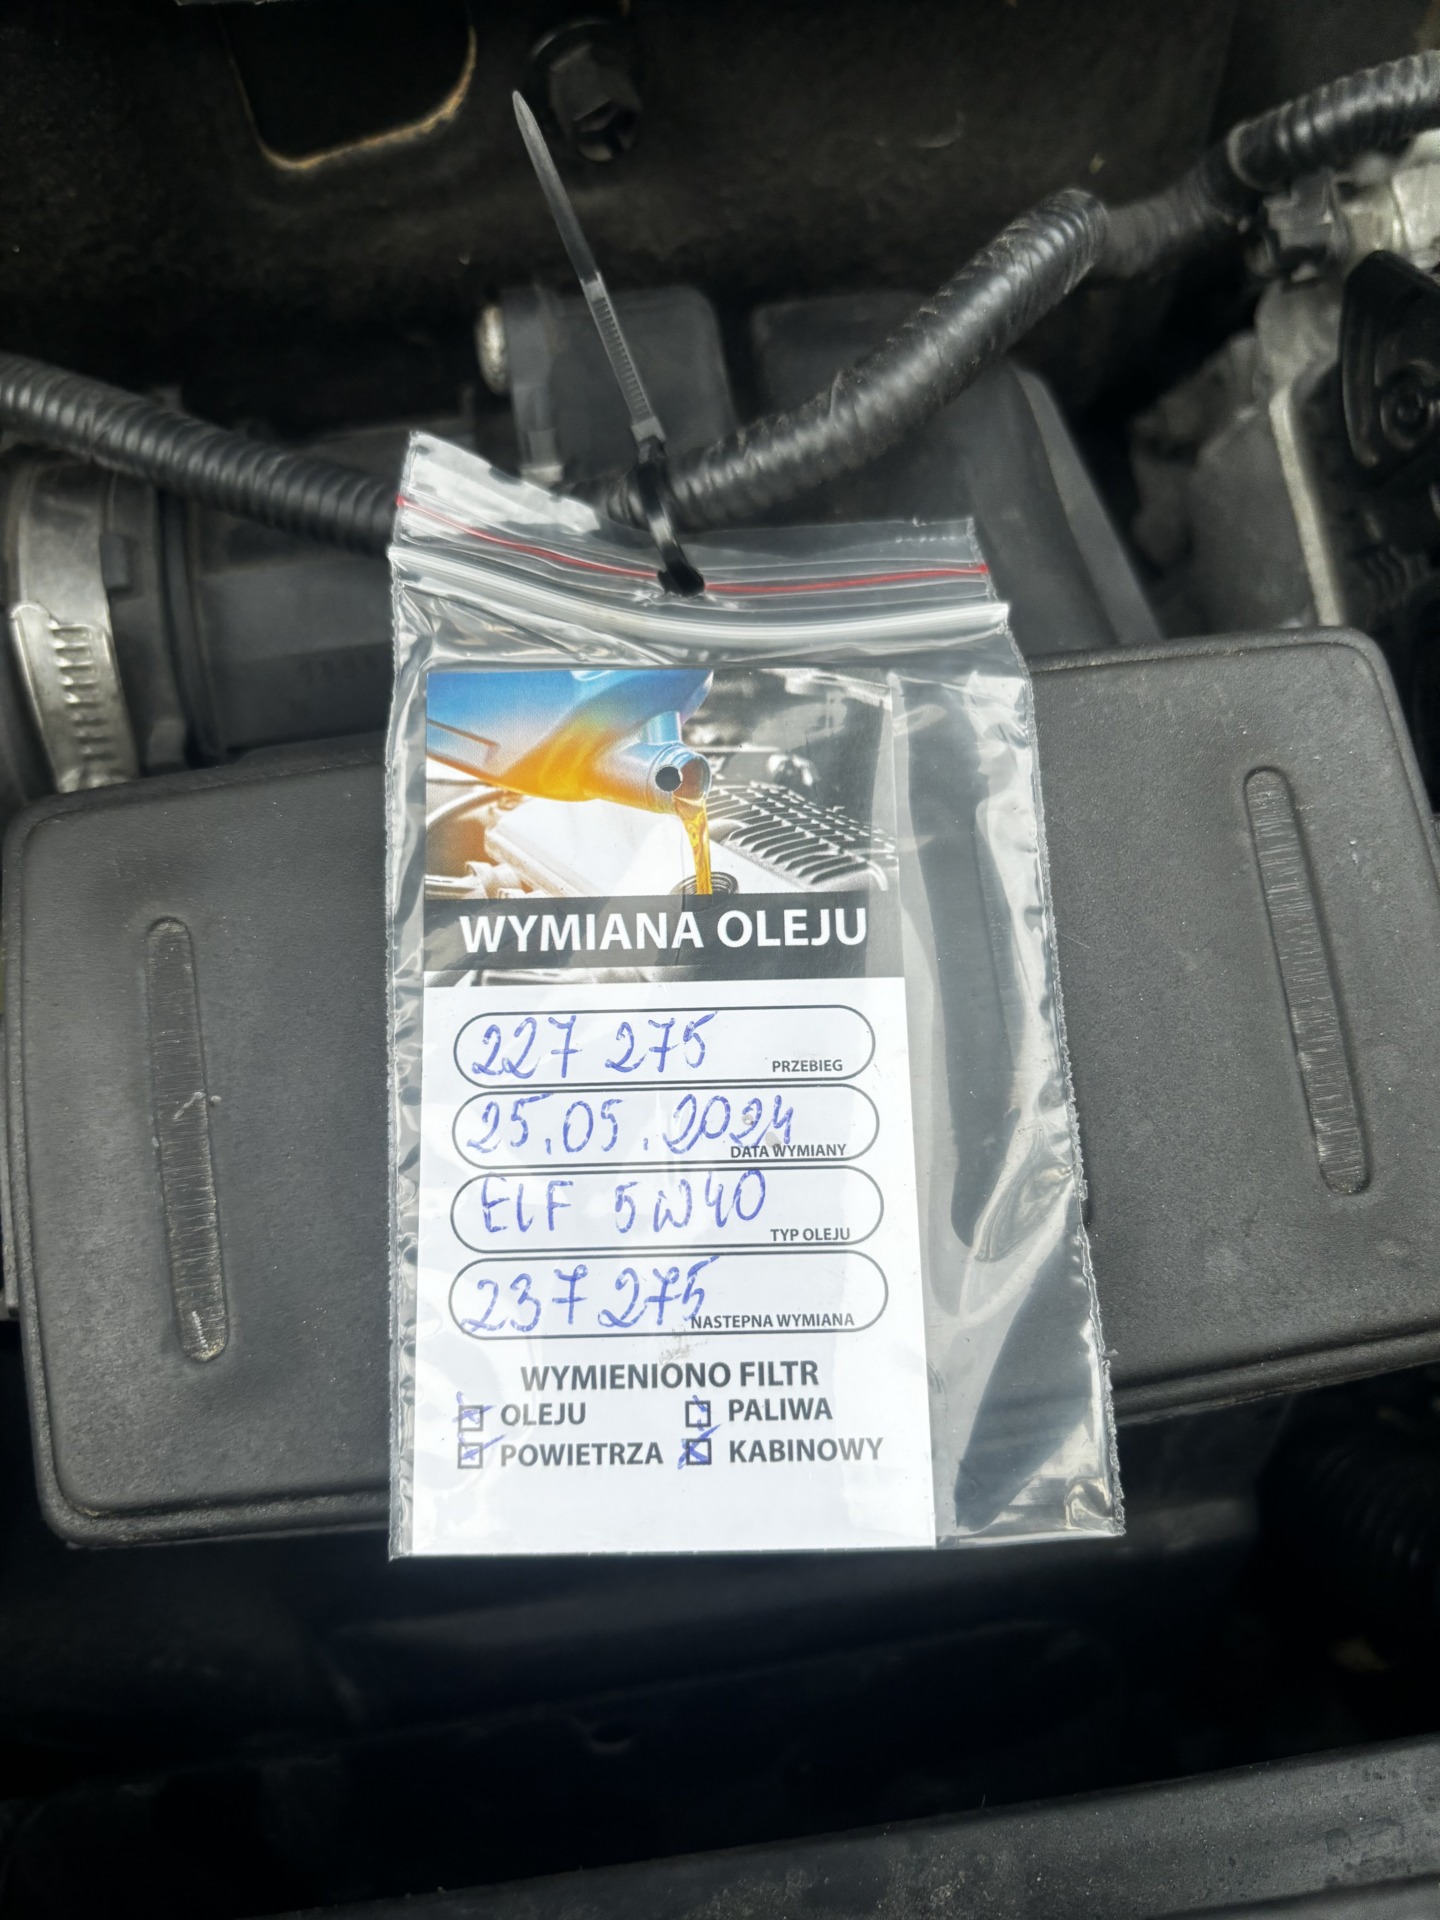 WYMIANA OLEJU
227 275
PRZEBIEG
25.05.2024
DATA WYMIANY
ElF 5W40
TYP OLEJU
237 275
NASTEPNA WYMIANA
WYMIENIONO FILTR
OLEJU PALIWA
POWIETRZA KABINOWY